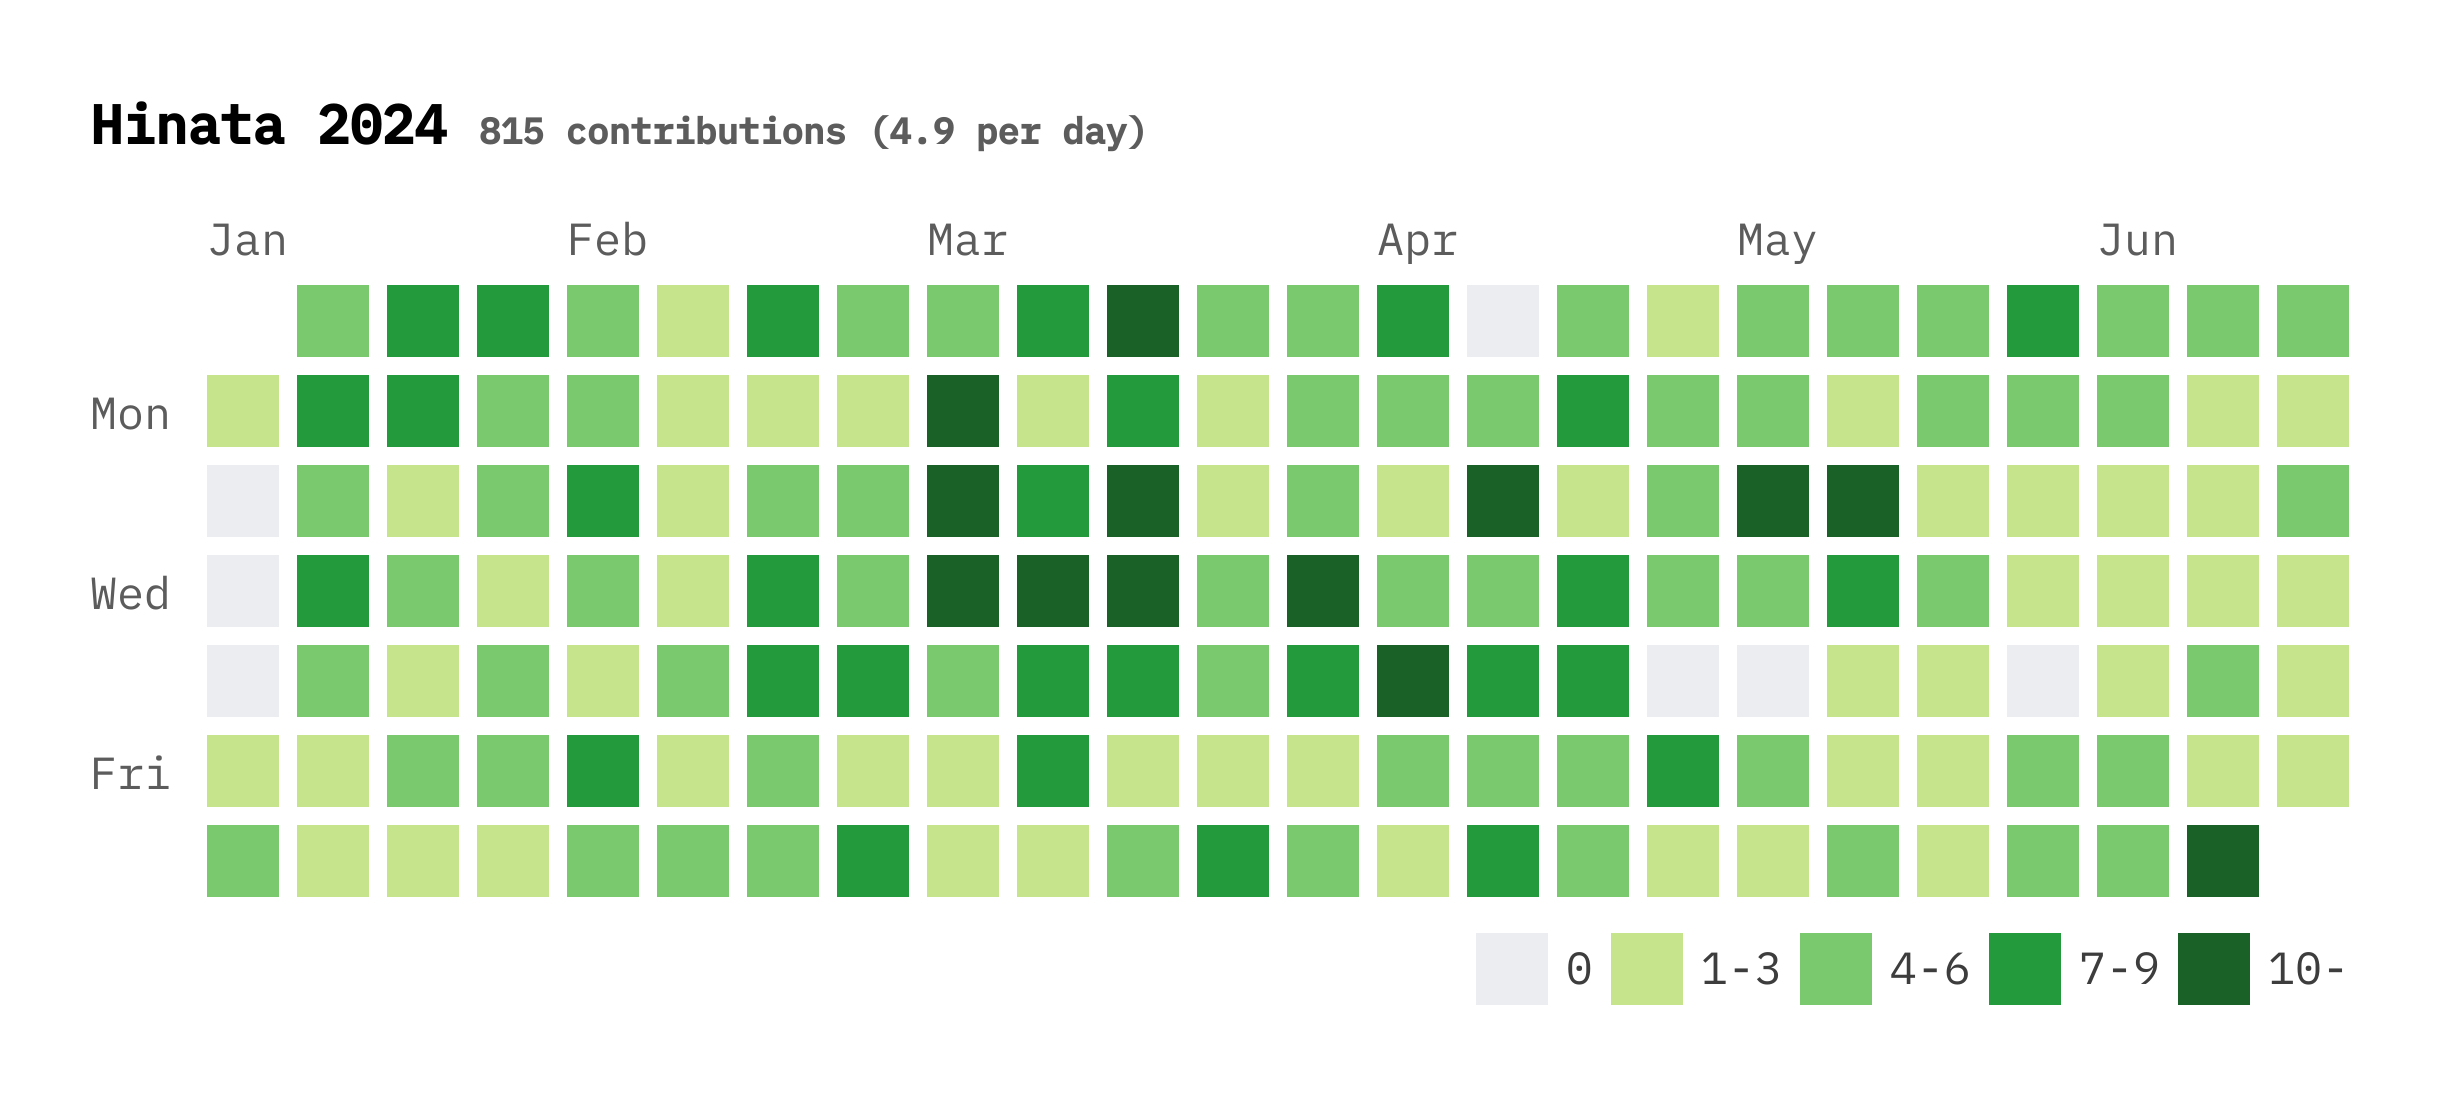 Hinata 2024 815 contributions (4.9 per day)
Jan Feb Mar Apr May Jun
Mon
Wed
Fri
0 1-3 4-6 7-9 10-